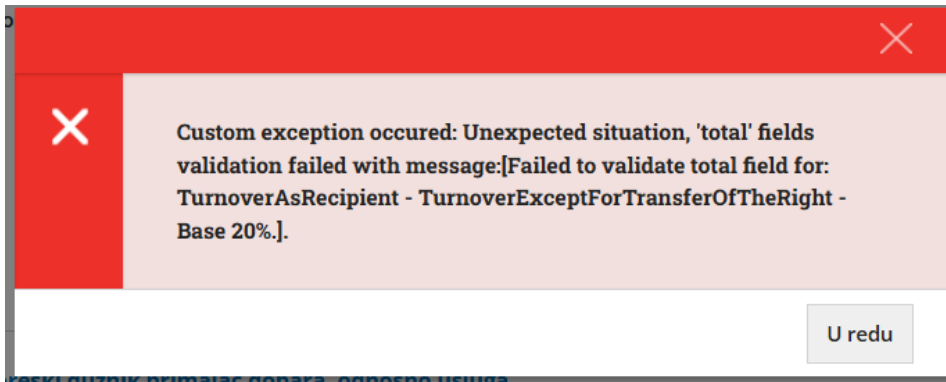 Custom exception occured: Unexpected situation, 'total' fields
validation failed with message:[Failed to validate total field for:
TurnoverAsRecipient - TurnoverExceptForTransferOfTheRight -
Base 20%.].
U redu